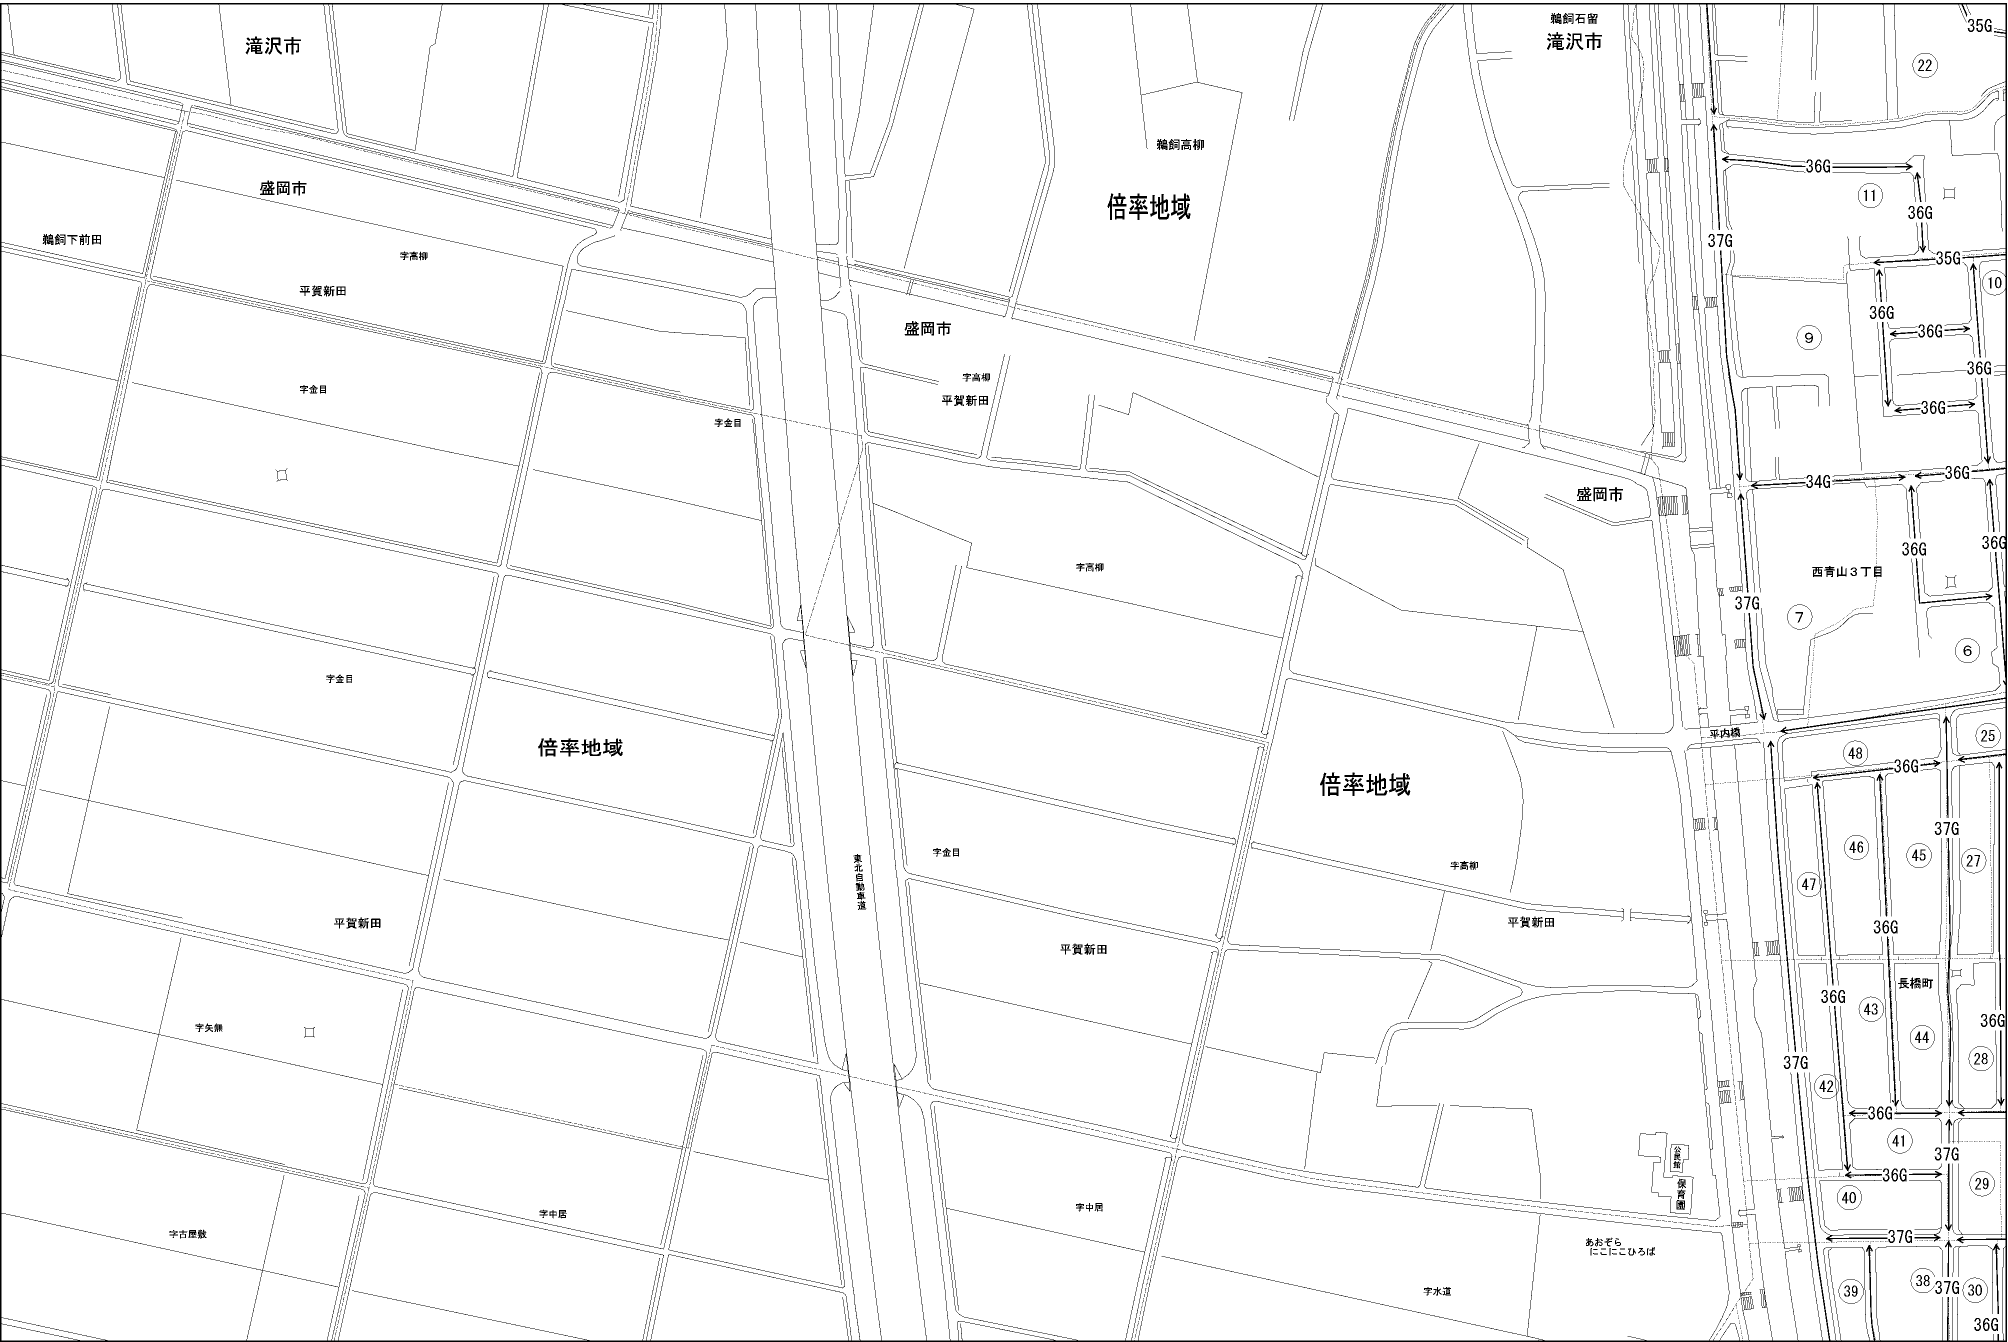 滝沢市
鵜飼石留
滝沢市
35G
22
鵜飼高柳
倍率地域
36G
11
36G
盛岡市
鵜飼下前田
字高柳
平賀新田
37G
35G
10
盛岡市
36G
36G
9
字高柳
平賀新田
36G
36G
字金目
字金目
34G
36G
盛岡市
36G
36G
字高柳
西青山3丁目
37G
7
6
字金目
倍率地域
平内橋
48
25
36G
倍率地域
37G
46
45
27
47
字金目
字高柳
東北自動車道
平賀新田
平賀新田
平賀新田
36G
長橋町
36G
43
44
36G
28
字矢無
37G
42
36G
41
37G
公民館
保育園
36G
40
29
字中居
字中居
字古屋敷
あおぞら
にこにこひろば
37G
字水道
39
38
37G
30
36G